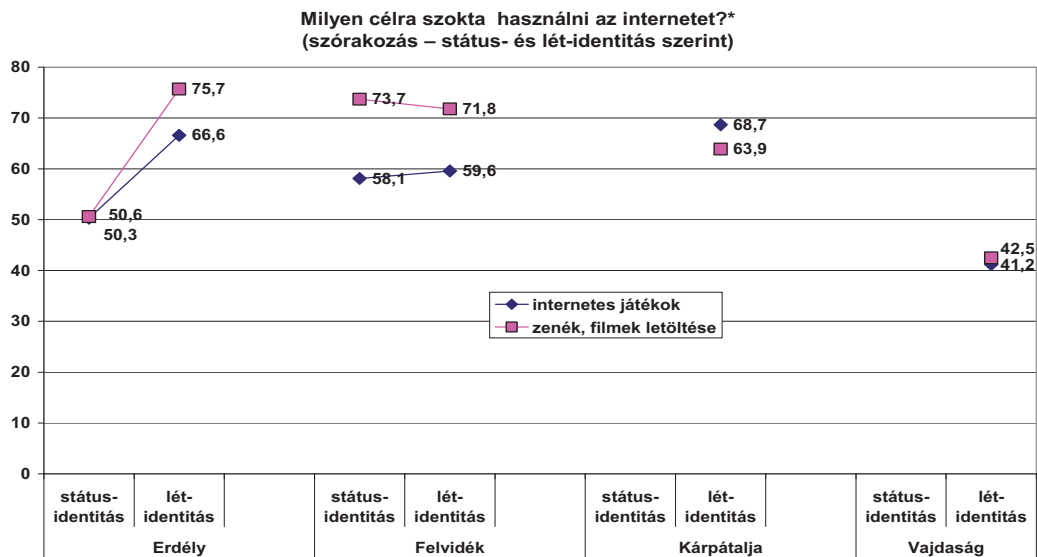 Milyen célra szokta használni az internetet?*
(szórakozás – státus- és lét-identitás szerint)
80
70
60
50
40
30
20
10
0
75,7
66,6
50,6
50,3
73,7
71,8
58,1
59,6
68,7
63,9
42,5
41,2
internetes játékok
zenék, filmek letöltése
státus-
identitás
lét-
identitás
státus-
identitás
lét-
identitás
státus-
identitás
lét-
identitás
státus-
identitás
lét-
identitás
Erdély
Felvidék
Kárpátalja
Vajdaság